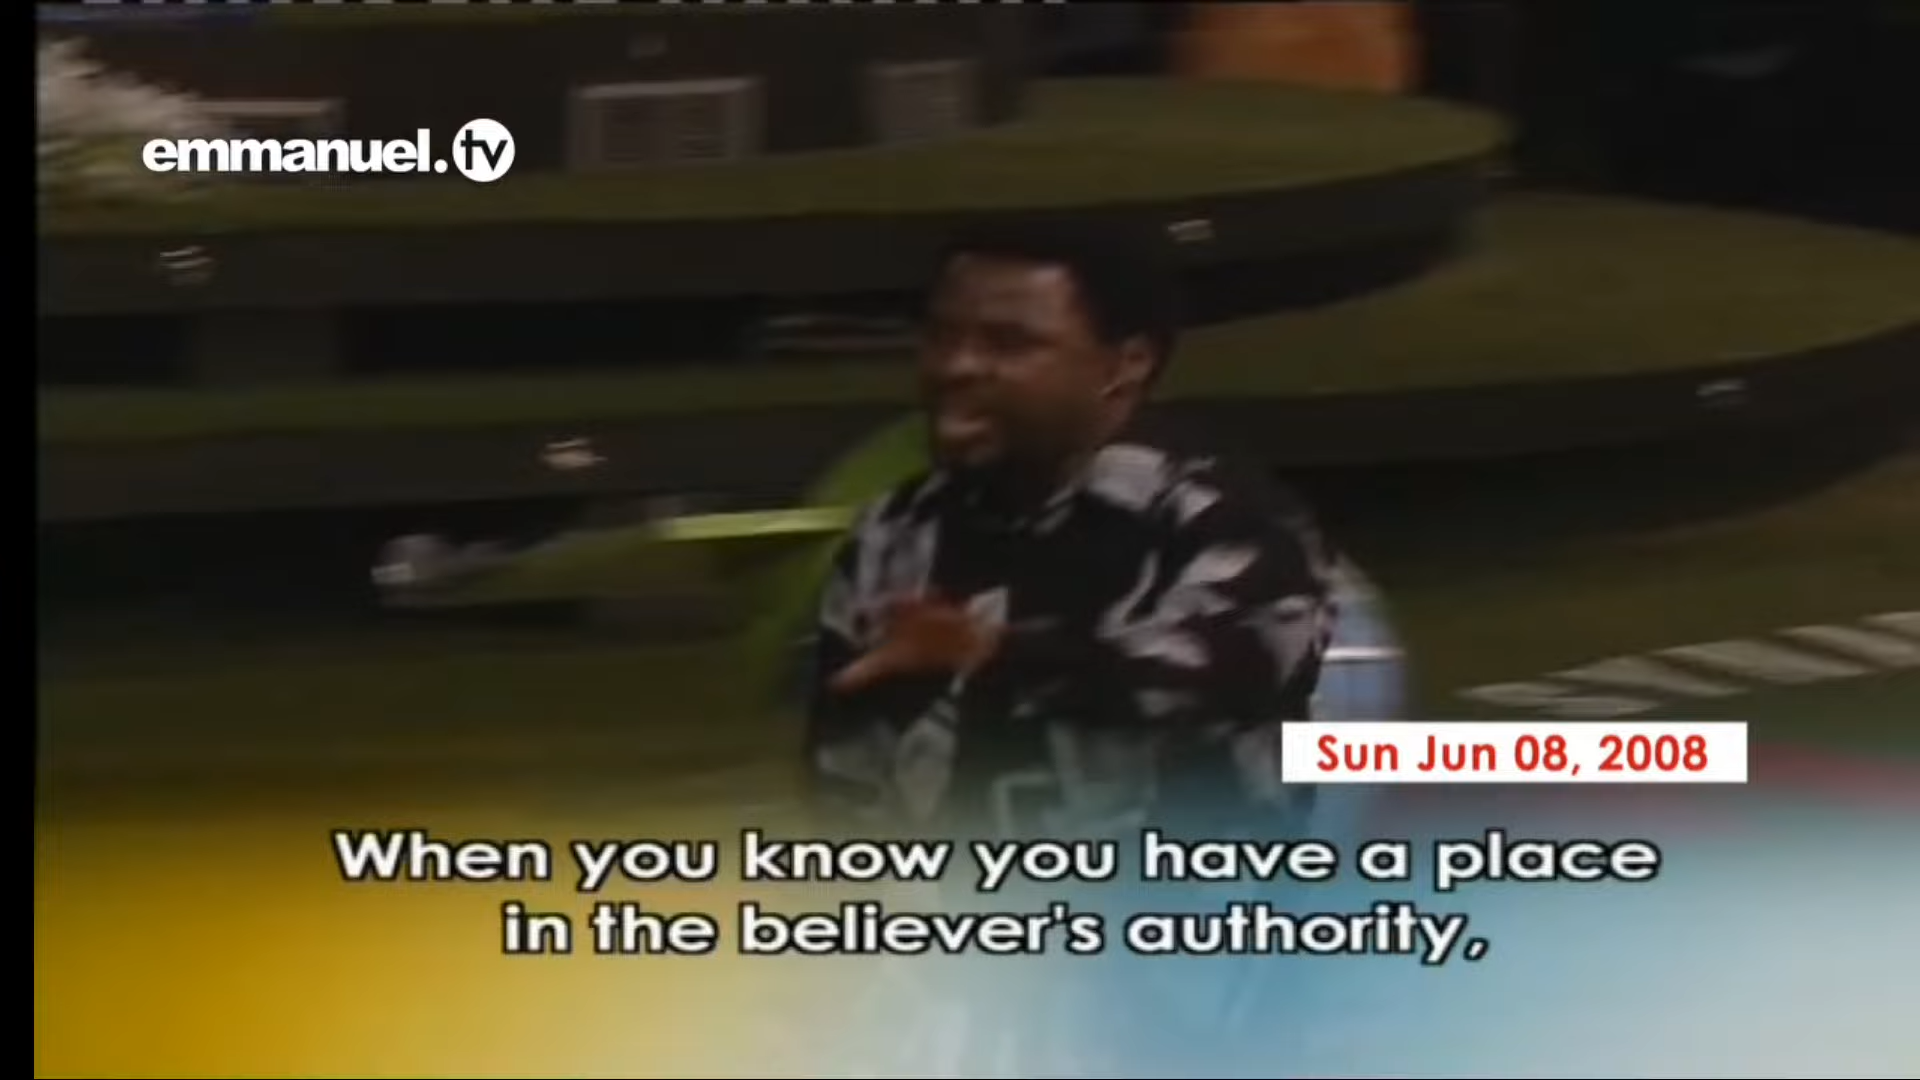 emmanuel.tv
Sun Jun 08, 2008
When you know you have a place
in the believer's authority,